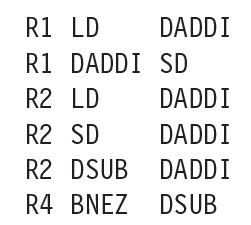 R1 LD DADDI
R1 DADDI SD
R2 LD DADDI
R2 SD DADDI
R2 DSUB DADDI
R4 BNEZ DSUB